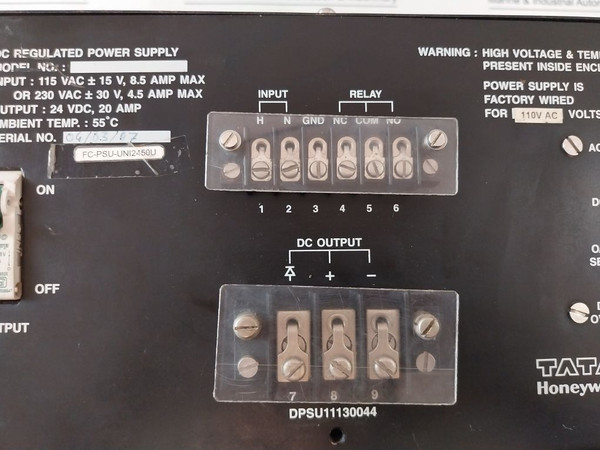 DC REGULATED POWER SUPPLY
MODEL NO. :
INPUT : 115 VAC ± 15 V, 8.5 AMP MAX
OR 230 VAC ± 30 V, 4.5 AMP MAX
OUTPUT : 24 VDC, 20 AMP
AMBIENT TEMP. : 55°C
SERIAL NO. 04/03/67
FC-PSU-UNI2450U
ON
OFF
WARNING : HIGH VOLTAGE &
PRESENT INSIDE
POWER SUPPLY IS
FACTORY WIRED
FOR 110V AC VOLTS
INPUT RELAY
H N GND NC COM NO
1 2 3 4 5 6
DC OUTPUT
+ −
7 8 9
DPSU11130044
TATA
Honeyw